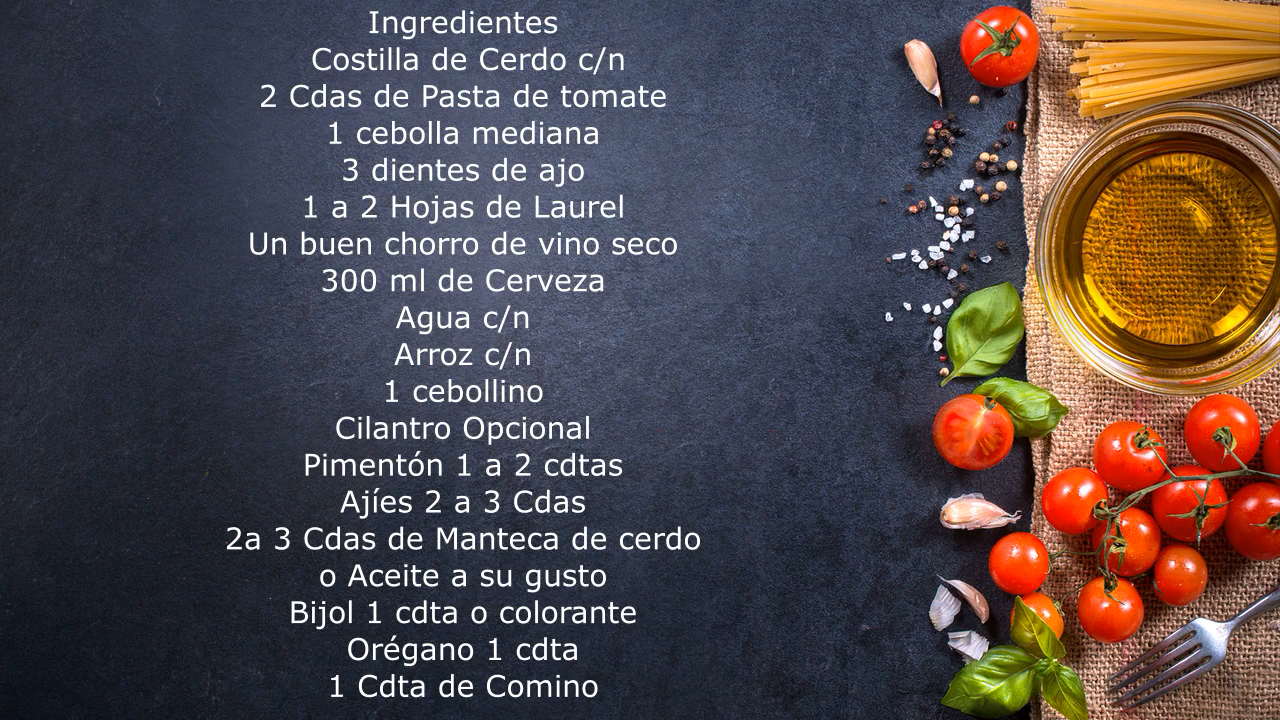 Ingredientes
Costilla de Cerdo c/n
2 Cdas de Pasta de tomate
1 cebolla mediana
3 dientes de ajo
1 a 2 Hojas de Laurel
Un buen chorro de vino seco
300 ml de Cerveza
Agua c/n
Arroz c/n
1 cebollino
Cilantro Opcional
Pimentón 1 a 2 cdtas
Ajíes 2 a 3 Cdas
2a 3 Cdas de Manteca de cerdo
o Aceite a su gusto
Bijol 1 cdta o colorante
Orégano 1 cdta
1 Cdta de Comino